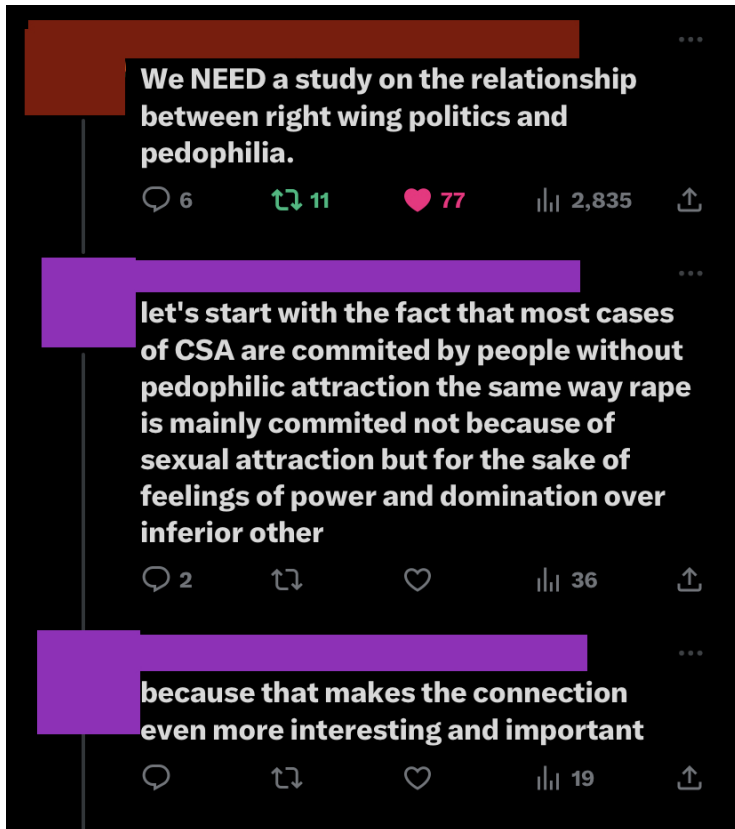 We NEED a study on the relationship
between right wing politics and
pedophilia.
6 11 77 2,835
let's start with the fact that most cases
of CSA are commited by people without
pedophilic attraction the same way rape
is mainly commited not because of
sexual attraction but for the sake of
feelings of power and domination over
inferior other
2 36
because that makes the connection
even more interesting and important
19